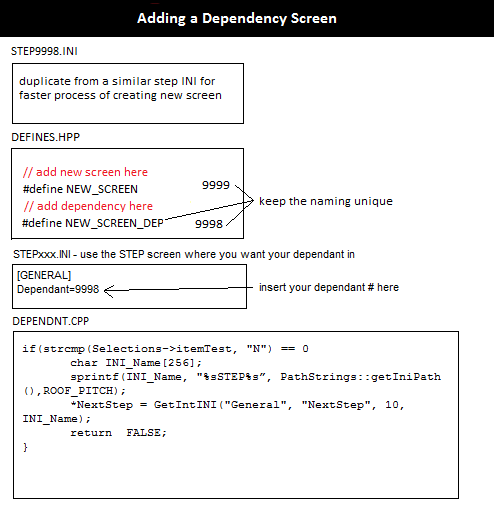 Adding a Dependency Screen
STEP9998.INI
duplicate from a similar step INI for
faster process of creating new screen
DEFINES.HPP
// add new screen here
#define NEW_SCREEN 9999
// add dependency here
#define NEW_SCREEN_DEP 9998
keep the naming unique
STEPxxx.INI - use the STEP screen where you want your dependant in
[GENERAL]
Dependant=9998
insert your dependant # here
DEPENDNT.CPP
if(strcmp(Selections->itemTest, "N") == 0
char INI_Name[256];
sprintf(INI_Name, "%sSTEP%s", PathStrings::getIniPath
(),ROOF_PITCH);
*NextStep = GetIntINI("General", "NextStep", 10,
INI_Name);
return FALSE;
}